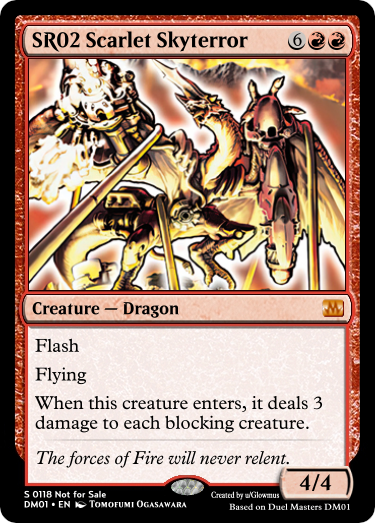 SR02 Scarlet Skyterror 6
Creature — Dragon
Flash
Flying
When this creature enters, it deals 3
damage to each blocking creature.
The forces of Fire will never relent.
4/4
S 0118 Not for Sale
DM01 • EN Tomofumi Ogasawara
Created by u/Glowmus
Based on Duel Masters DM01